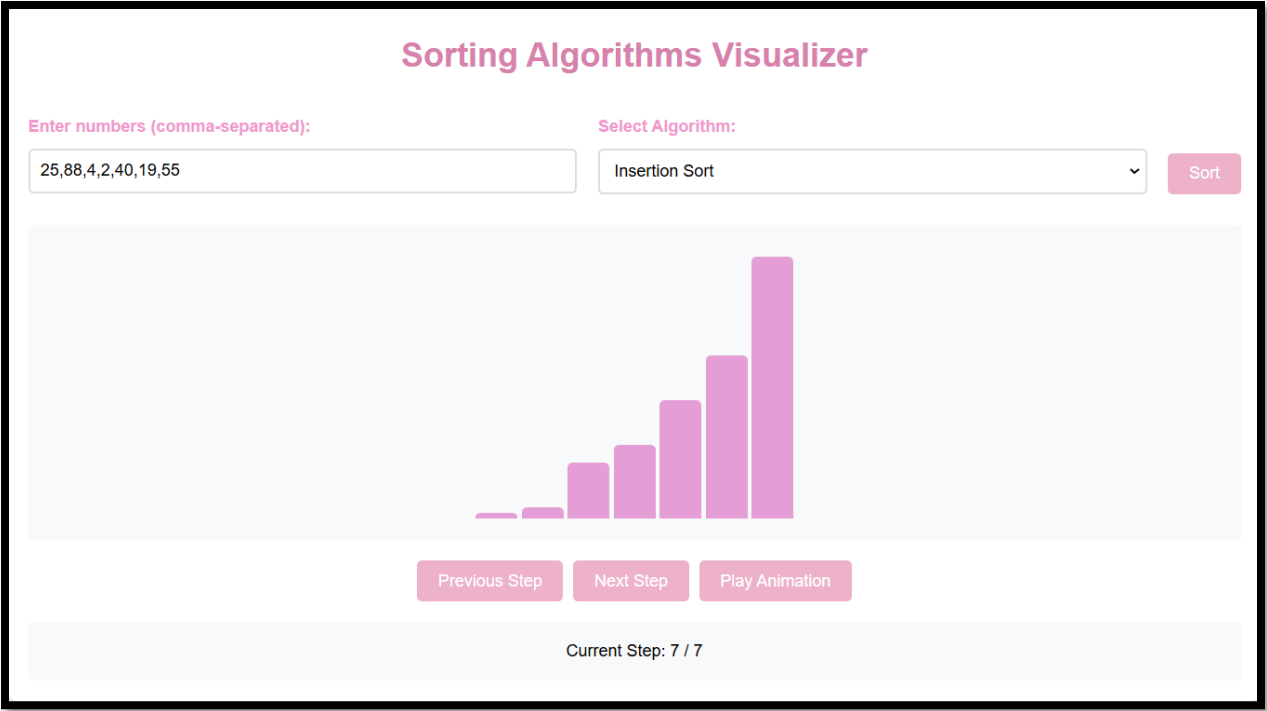 Sorting Algorithms Visualizer
Enter numbers (comma-separated):
Select Algorithm:
25,88,4,2,40,19,55
Insertion Sort
Sort
Previous Step
Next Step
Play Animation
Current Step: 7 / 7